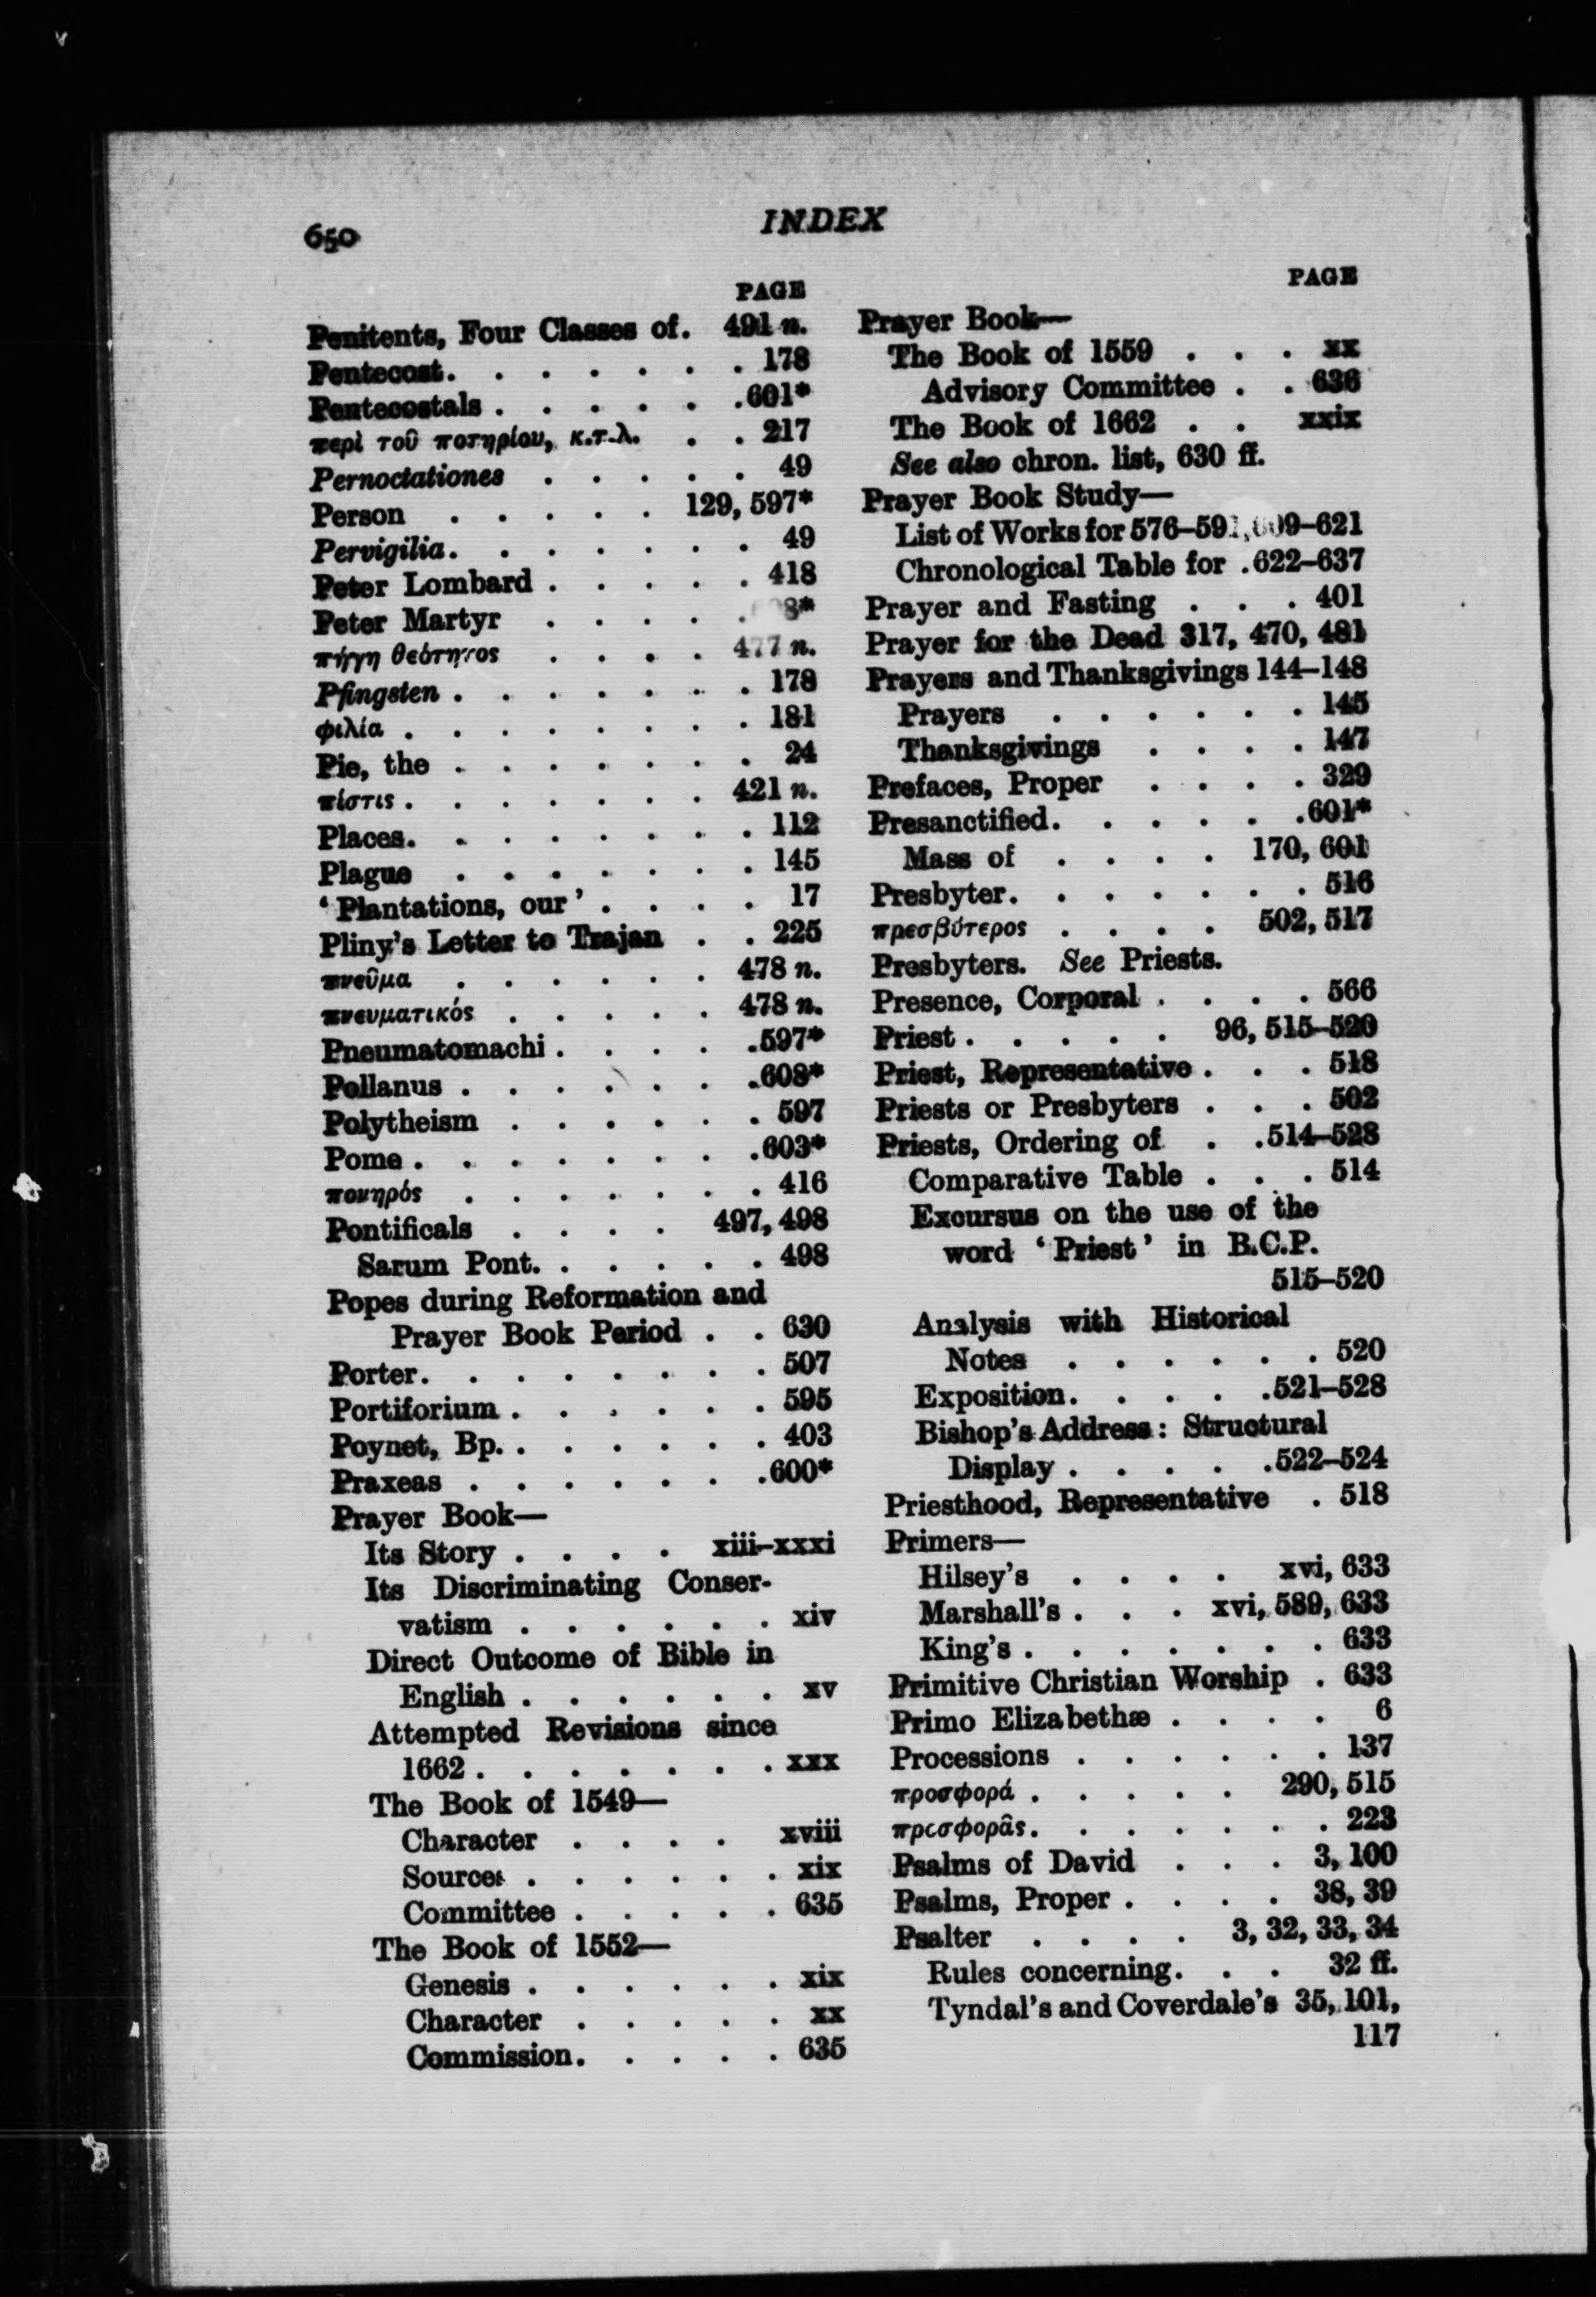 650
INDEX
PAGE
Penitents, Four Classes of. 491 n.
Pentecost. . . . . . . 178
Pentecostals . . . . . .601*
περὶ τοῦ ποτηρίου, κ.τ.λ. . . 217
Pernoctationes . . . . . 49
Person . . . . . 129, 597*
Pervigilia. . . . . . . 49
Peter Lombard . . . . . 418
Peter Martyr . . . . .
πήγη θεότητος . . . . 477 n.
Pfingsten . . . . . . . 178
φιλία . . . . . . . . 181
Pie, the . . . . . . . 24
πίστις . . . . . . . 421 n.
Places. . . . . . . . 112
Plague . . . . . . . 145
‘ Plantations, our ’ . . . . 17
Pliny’s Letter to Trajan . . 225
πνεῦμα . . . . . . 478 n.
πνευματικός . . . . . 478 n.
Pneumatomachi . . . . .597*
Pollanus . . . . . . .608*
Polytheism . . . . . . 597
Pome . . . . . . . .603*
πονηρός . . . . . . . 416
Pontificals . . . . 497, 498
Sarum Pont. . . . . . 498
Popes during Reformation and
Prayer Book Period . . 630
Porter. . . . . . . . 507
Portiforium . . . . . . 595
Poynet, Bp. . . . . . . 403
Praxeas . . . . . . .600*
Prayer Book—
Its Story . . . . xiii–xxxi
Its Discriminating Conser-
vatism . . . . . . xiv
Direct Outcome of Bible in
English . . . . . . xv
Attempted Revisions since
1662 . . . . . . . xxx
The Book of 1549—
Character . . . . xviii
Sources . . . . . . xix
Committee . . . . . 635
The Book of 1552—
Genesis . . . . . . xix
Character . . . . . xx
Commission. . . . . 635
PAGE
Prayer Book—
The Book of 1559 . . . xx
Advisory Committee . . 636
The Book of 1662 . . xxix
See also chron. list, 630 ff.
Prayer Book Study—
List of Works for 576–591, 609–621
Chronological Table for .622–637
Prayer and Fasting . . . 401
Prayer for the Dead 317, 470, 481
Prayers and Thanksgivings 144–148
Prayers . . . . . . 145
Thanksgivings . . . . 147
Prefaces, Proper . . . . 329
Presanctified. . . . . .601*
Mass of . . . . 170, 601
Presbyter. . . . . . . 516
πρεσβύτερος . . . . 502, 517
Presbyters. See Priests.
Presence, Corporal . . . . 566
Priest . . . . . 96, 515–520
Priest, Representative . . . 518
Priests or Presbyters . . . 502
Priests, Ordering of . .514–528
Comparative Table . . . 514
Excursus on the use of the
word ‘ Priest ’ in B.C.P.
515–520
Analysis with Historical
Notes . . . . . . 520
Exposition. . . . .521–528
Bishop’s Address : Structural
Display . . . . .522–524
Priesthood, Representative . 518
Primers—
Hilsey’s . . . . xvi, 633
Marshall’s . . . xvi, 589, 633
King’s . . . . . . . 633
Primitive Christian Worship . 633
Primo Elizabethæ . . . . 6
Processions . . . . . . 137
προσφορά . . . . . 290, 515
προσφορᾶς. . . . . . . 223
Psalms of David . . . 3, 100
Psalms, Proper . . . . 38, 39
Psalter . . . . 3, 32, 33, 34
Rules concerning. . . 32 ff.
Tyndal’s and Coverdale’s 35, 101,
117